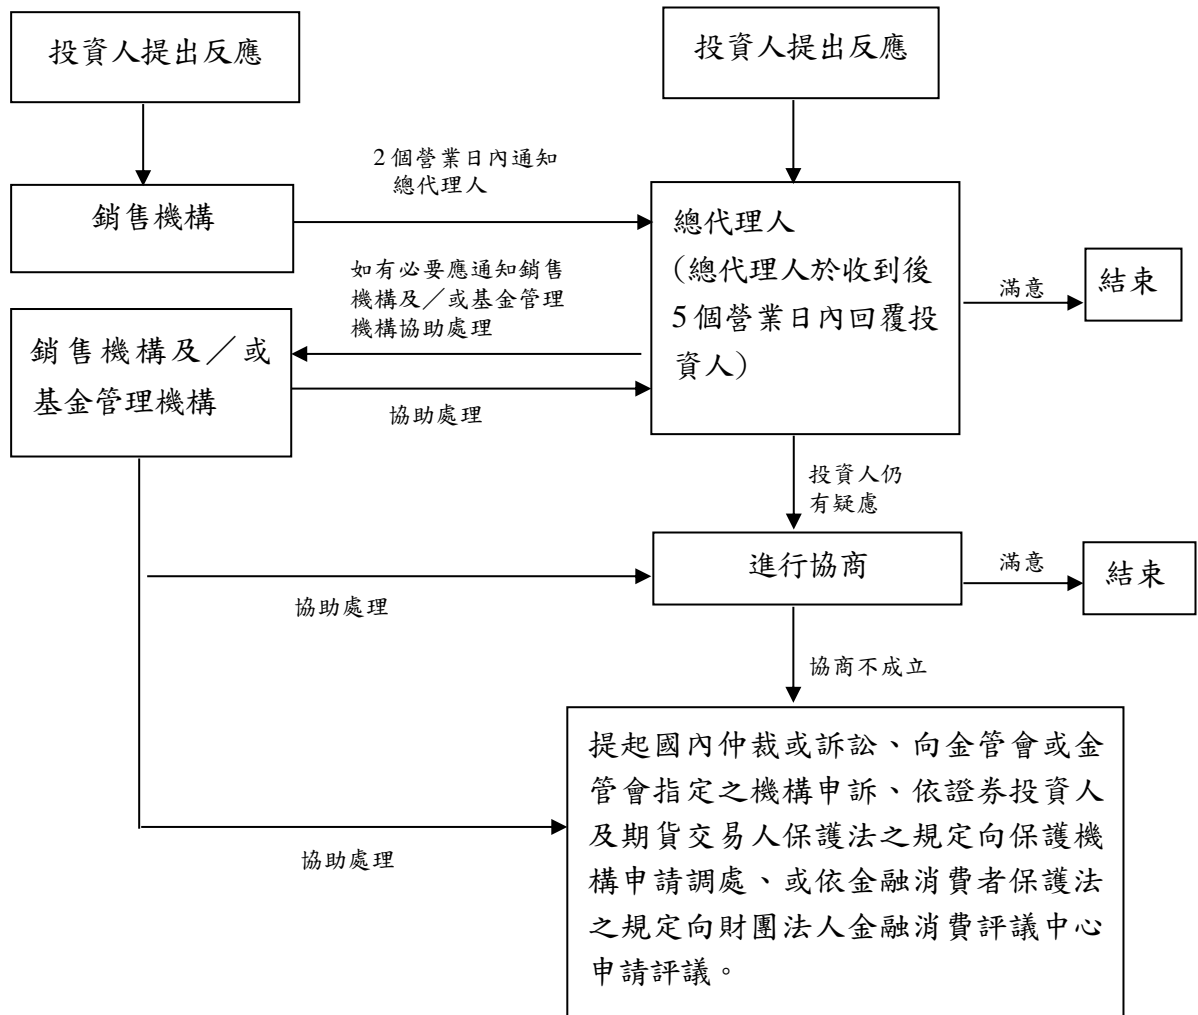 投資人提出反應
投資人提出反應
2 個營業日內通知
總代理人
銷售機構
總代理人
（總代理人於收到後
5 個營業日內回覆投
資人）
滿意
結束
如有必要應通知銷售
機構及／或基金管理
機構協助處理
銷售機構及／或
基金管理機構
協助處理
投資人仍
有疑慮
進行協商
滿意
結束
協助處理
協商不成立
提起國內仲裁或訴訟、向金管會或金
管會指定之機構申訴、依證券投資人
及期貨交易人保護法之規定向保護機
構申請調處、或依金融消費者保護法
之規定向財團法人金融消費評議中心
申請評議。
協助處理